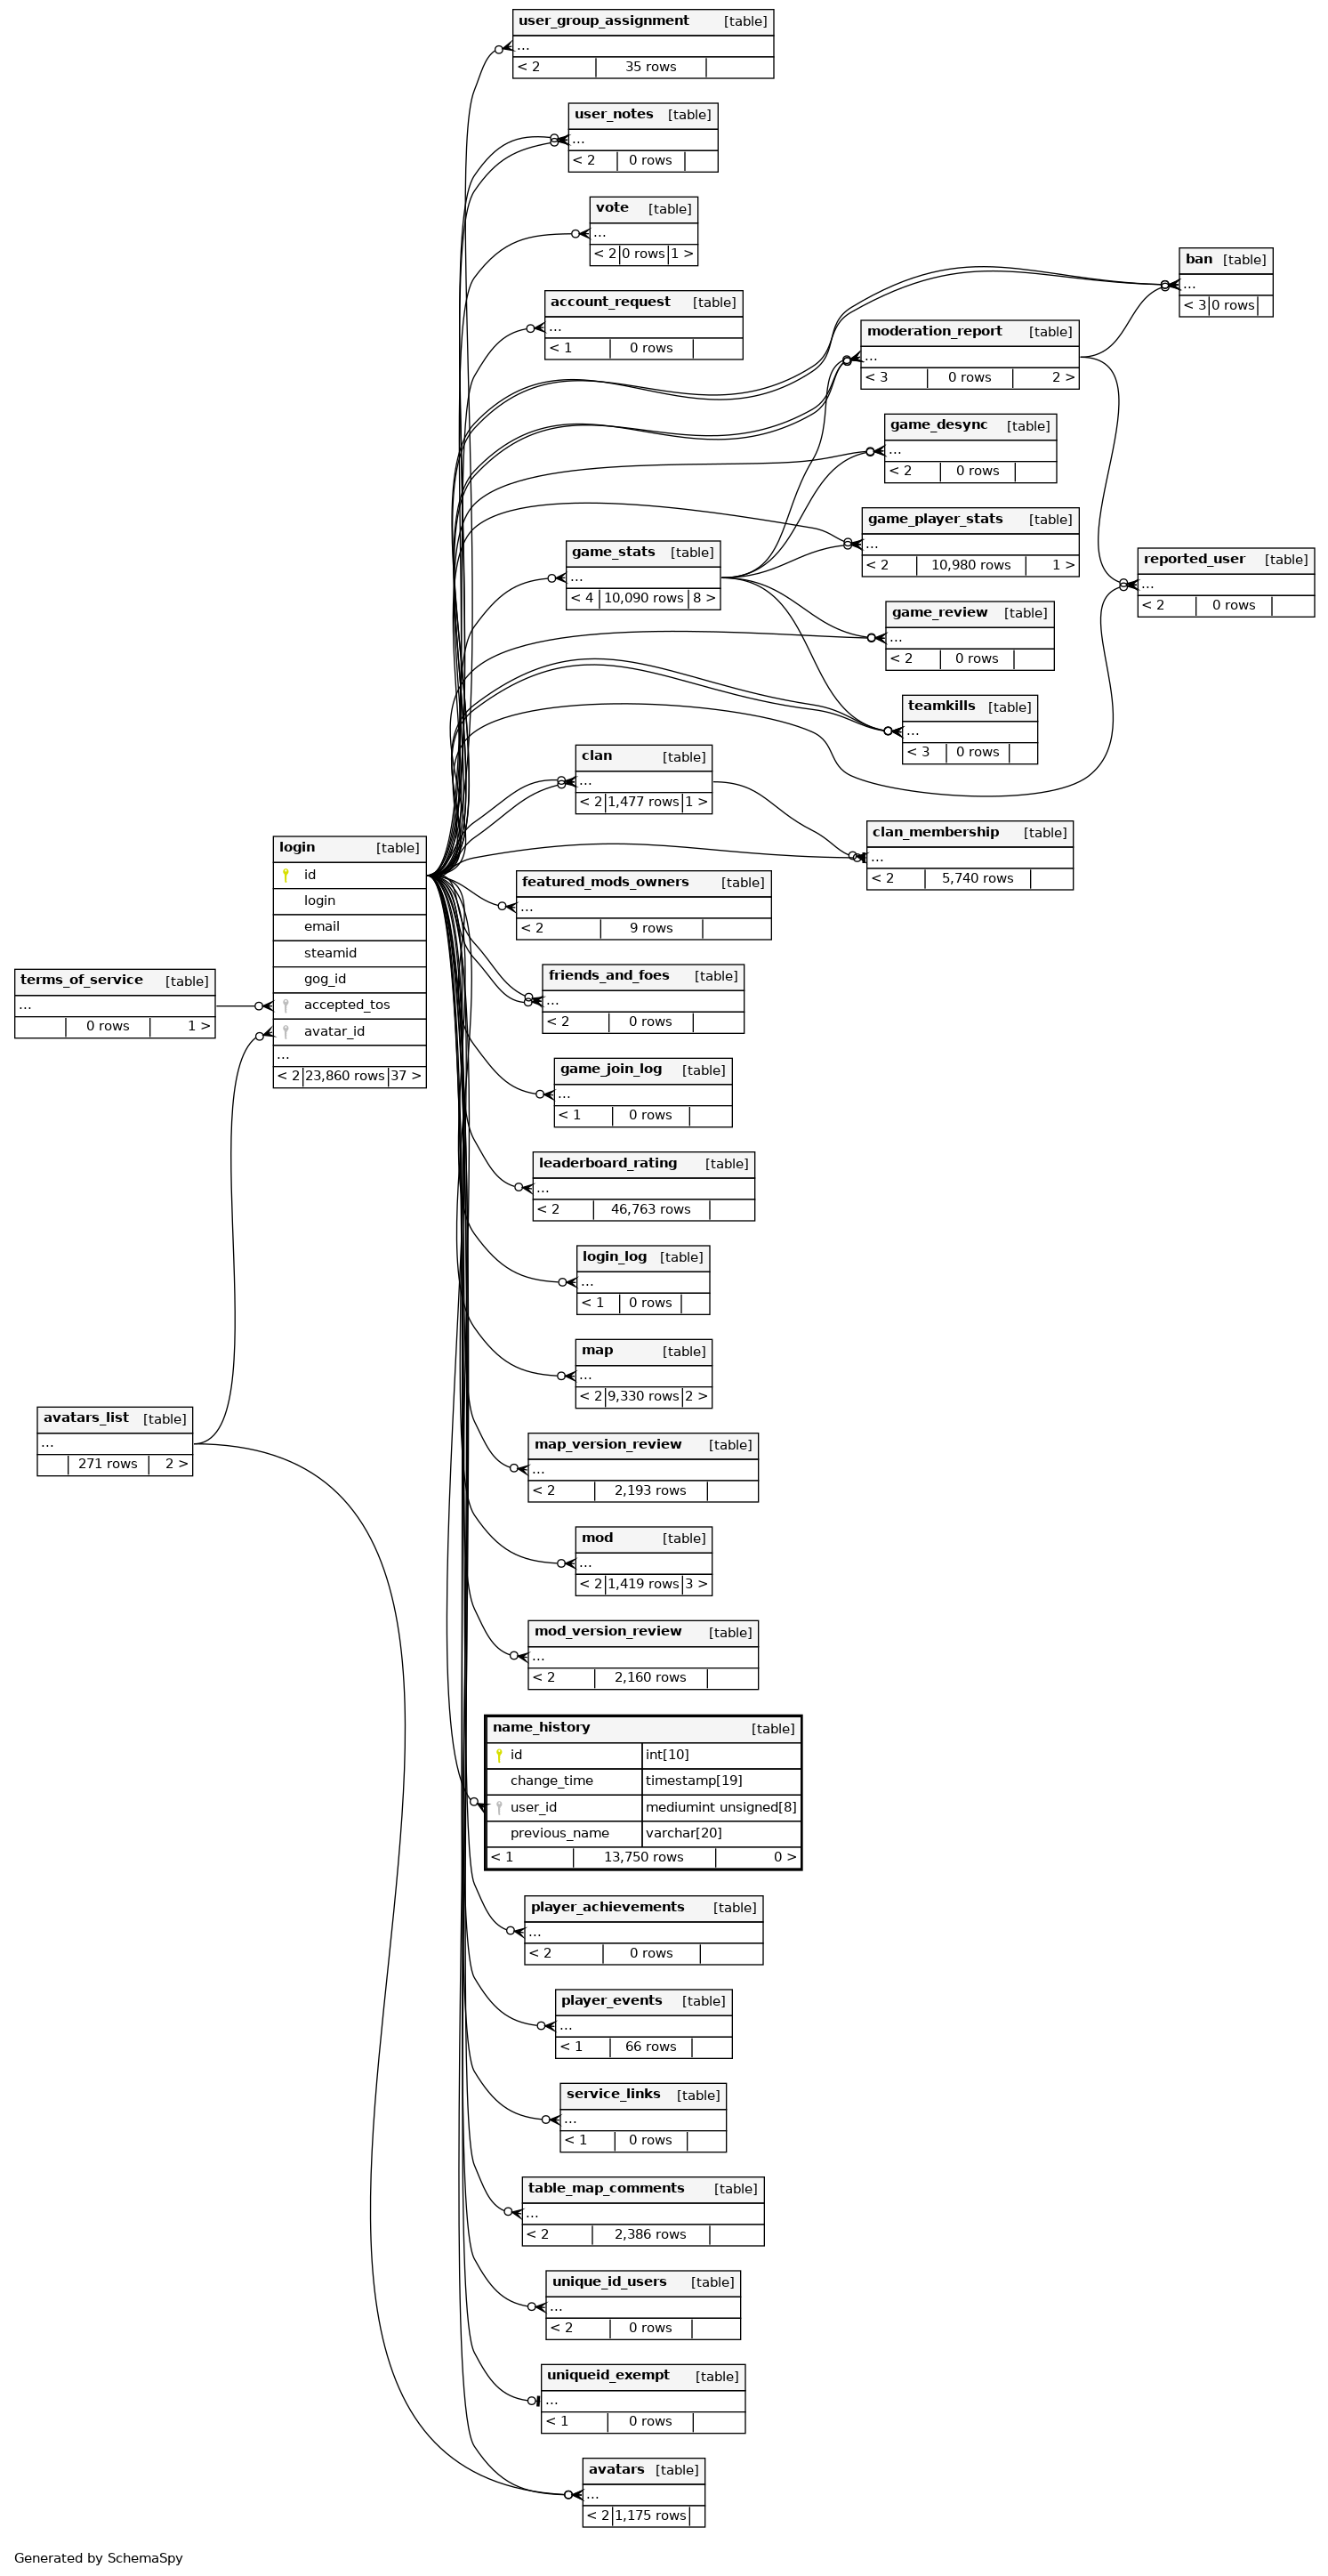 user_group_assignment [table]
...
< 2 35 rows
user_notes [table]
...
< 2 0 rows
vote [table]
...
< 2 0 rows 1 >
account_request [table]
...
< 1 0 rows
ban [table]
...
< 3 0 rows
moderation_report [table]
...
< 3 0 rows 2 >
game_desync [table]
...
< 2 0 rows
game_player_stats [table]
...
< 2 10,980 rows 1 >
game_stats [table]
...
< 4 10,090 rows 8 >
reported_user [table]
...
< 2 0 rows
game_review [table]
...
< 2 0 rows
teamkills [table]
...
< 3 0 rows
clan [table]
...
< 2 1,477 rows 1 >
clan_membership [table]
...
< 2 5,740 rows
login [table]
id
login
email
steamid
gog_id
accepted_tos
avatar_id
...
< 2 23,860 rows 37 >
terms_of_service [table]
...
0 rows 1 >
avatars_list [table]
...
271 rows 2 >
featured_mods_owners [table]
...
< 2 9 rows
friends_and_foes [table]
...
< 2 0 rows
game_join_log [table]
...
< 1 0 rows
leaderboard_rating [table]
...
< 2 46,763 rows
login_log [table]
...
< 1 0 rows
map [table]
...
< 2 9,330 rows 2 >
map_version_review [table]
...
< 2 2,193 rows
mod [table]
...
< 2 1,419 rows 3 >
mod_version_review [table]
...
< 2 2,160 rows
name_history [table]
id int[10]
change_time timestamp[19]
user_id mediumint unsigned[8]
previous_name varchar[20]
< 1 13,750 rows 0 >
player_achievements [table]
...
< 2 0 rows
player_events [table]
...
< 1 66 rows
service_links [table]
...
< 1 0 rows
table_map_comments [table]
...
< 2 2,386 rows
unique_id_users [table]
...
< 2 0 rows
uniqueid_exempt [table]
...
< 1 0 rows
avatars [table]
...
< 2 1,175 rows
Generated by SchemaSpy